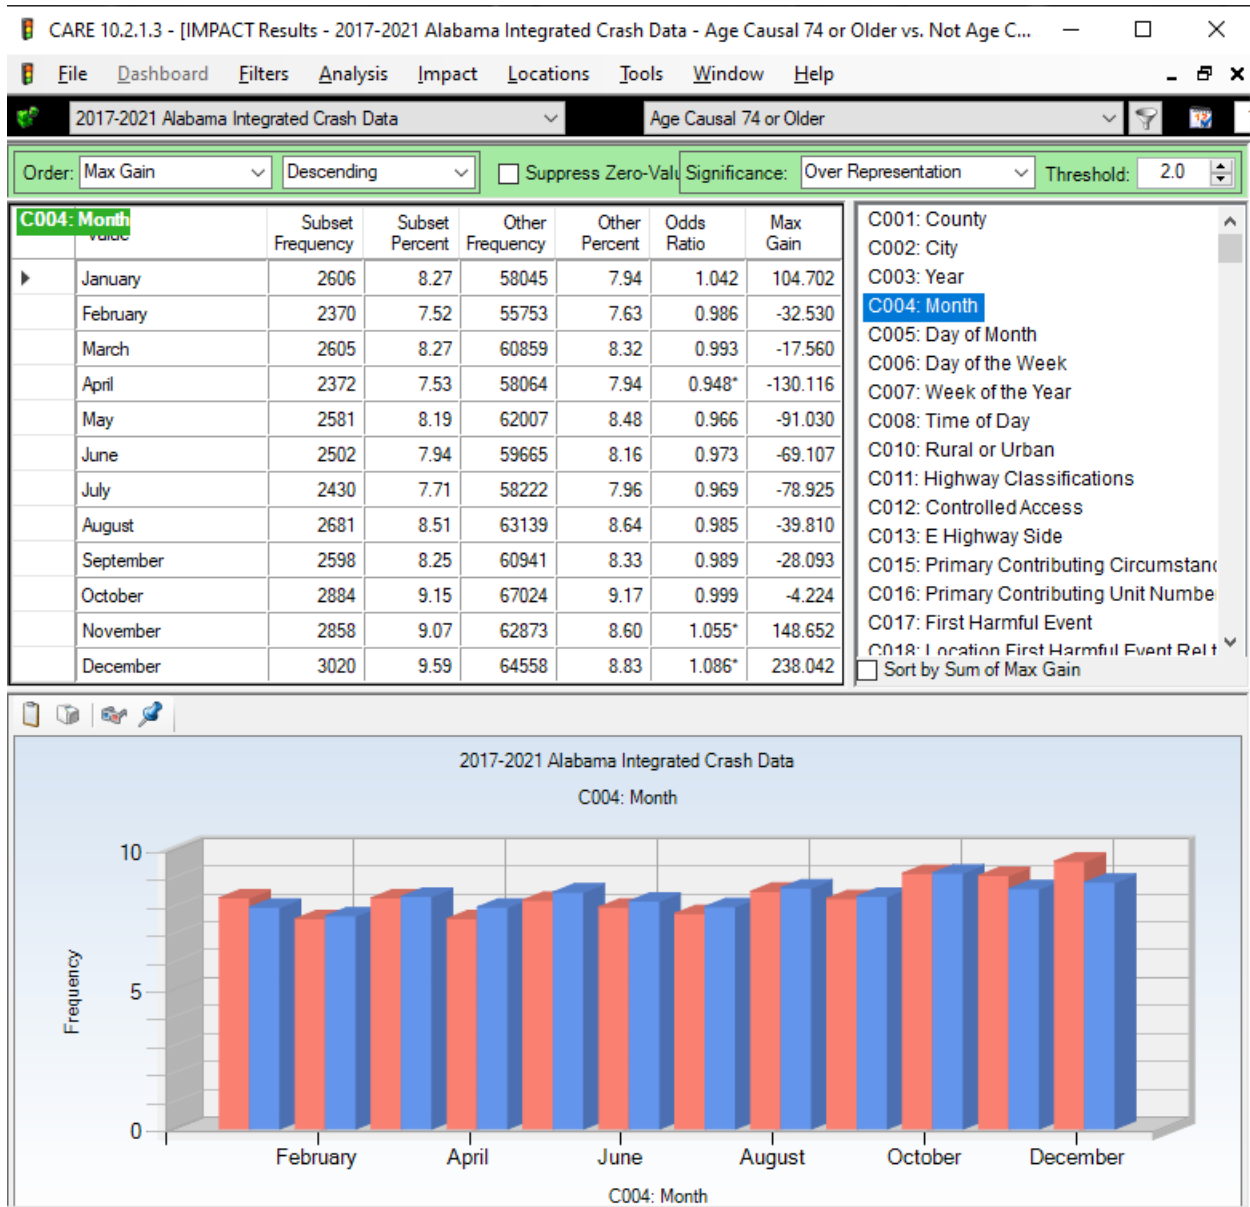 CARE 10.2.1.3 - [IMPACT Results - 2017-2021 Alabama Integrated Crash Data - Age Causal 74 or Older vs. Not Age C...
File Dashboard Filters Analysis Impact Locations Tools Window Help
2017-2021 Alabama Integrated Crash Data Age Causal 74 or Older
Order: Max Gain Descending Suppress Zero-Valu Significance: Over Representation Threshold: 2.0
C004: Month
Subset Frequency Subset Percent Other Frequency Other Percent Odds Ratio Max Gain
January 2606 8.27 58045 7.94 1.042 104.702
February 2370 7.52 55753 7.63 0.986 -32.530
March 2605 8.27 60859 8.32 0.993 -17.560
April 2372 7.53 58064 7.94 0.948* -130.116
May 2581 8.19 62007 8.48 0.966 -91.030
June 2502 7.94 59665 8.16 0.973 -69.107
July 2430 7.71 58222 7.96 0.969 -78.925
August 2681 8.51 63139 8.64 0.985 -39.810
September 2598 8.25 60941 8.33 0.989 -28.093
October 2884 9.15 67024 9.17 0.999 -4.224
November 2858 9.07 62873 8.60 1.055* 148.652
December 3020 9.59 64558 8.83 1.086* 238.042
C001: County
C002: City
C003: Year
C004: Month
C005: Day of Month
C006: Day of the Week
C007: Week of the Year
C008: Time of Day
C010: Rural or Urban
C011: Highway Classifications
C012: Controlled Access
C013: E Highway Side
C015: Primary Contributing Circumstanc
C016: Primary Contributing Unit Number
C017: First Harmful Event
C018: Location First Harmful Event Rel t
Sort by Sum of Max Gain
2017-2021 Alabama Integrated Crash Data
C004: Month
Frequency
10
5
0
February April June August October December
C004: Month